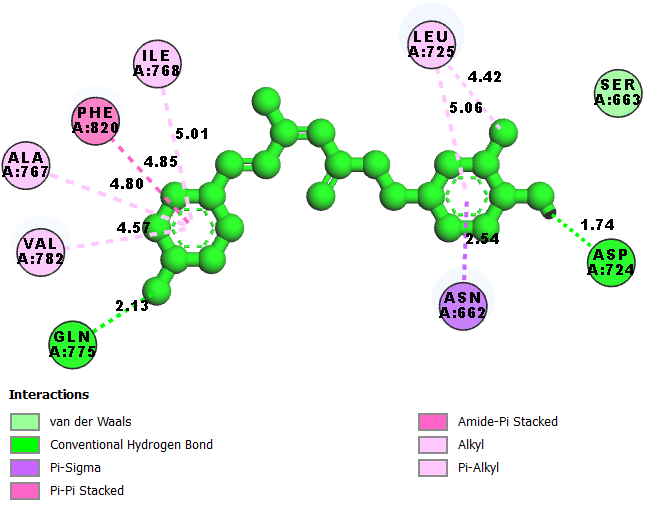 ILE
A:768
LEU
A:725
4.42
SER
A:663
5.06
PHE
A:820
5.01
ALA
A:767
4.85
4.80
VAL
A:782
4.57
2.54
1.74
ASP
A:724
ASN
A:662
2.13
GLN
A:775
Interactions
van der Waals
Conventional Hydrogen Bond
Pi-Sigma
Pi-Pi Stacked
Amide-Pi Stacked
Alkyl
Pi-Alkyl